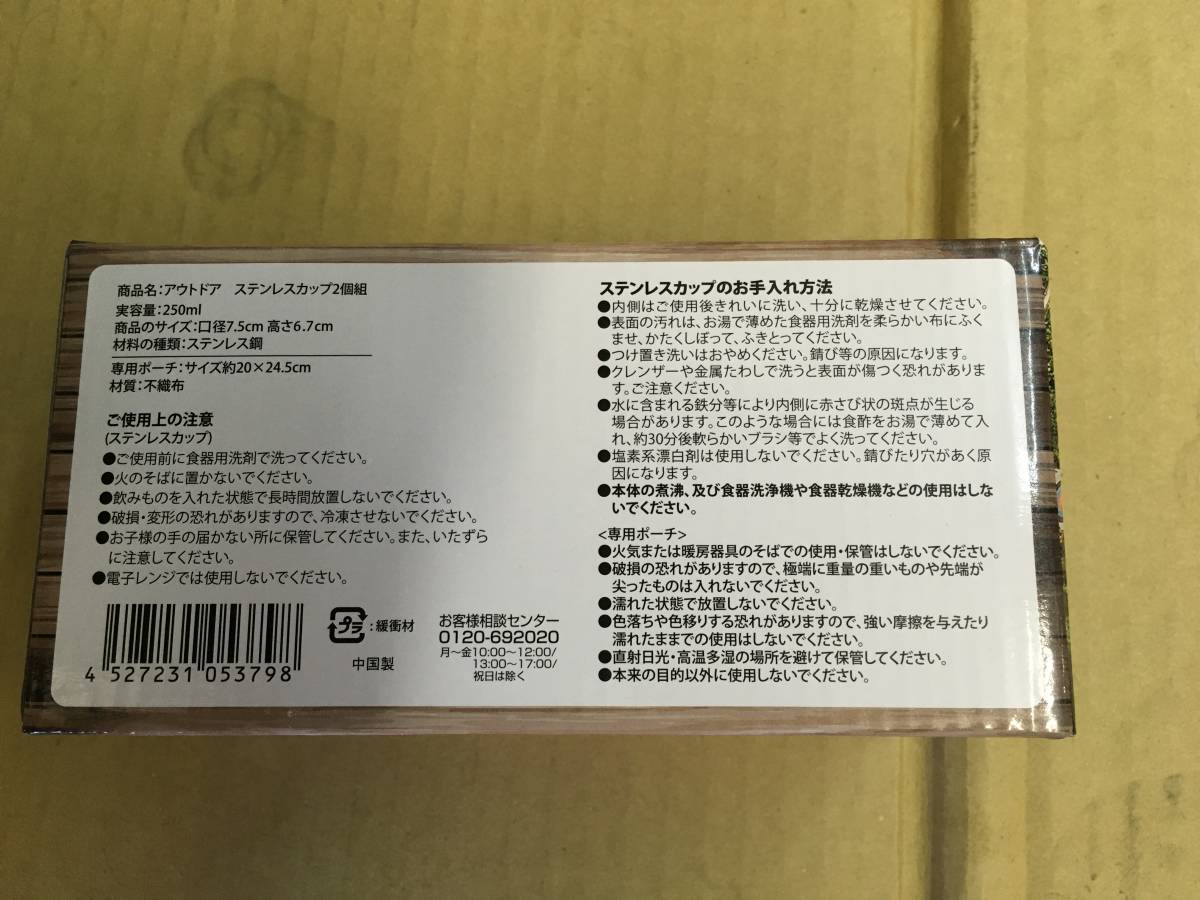 商品名：アウトドア　ステンレスカップ2個組
実容量：250ml
商品のサイズ：口径7.5cm 高さ6.7cm
材料の種類：ステンレス鋼
専用ポーチ：サイズ約20×24.5cm
材質：不織布
ご使用上の注意
(ステンレスカップ)
●ご使用前に食器用洗剤で洗ってください。
●火のそばに置かないでください。
●飲みものを入れた状態で長時間放置しないでください。
●破損・変形の恐れがありますので、冷凍させないでください。
●お子様の手の届かない所に保管してください。また、いたずら
に注意してください。
●電子レンジでは使用しないでください。
4 527231 053798
プラ：緩衝材
中国製
お客様相談センター
0120-692020
月～金10:00～12:00/
13:00～17:00/
祝日は除く
ステンレスカップのお手入れ方法
●内側はご使用後きれいに洗い、十分に乾燥させてください。
●表面の汚れは、お湯で薄めた食器用洗剤を柔らかい布にふく
ませ、かたくしぼって、ふきとってください。
●つけ置き洗いはおやめください。錆び等の原因になります。
●クレンザーや金属たわしで洗うと表面が傷つく恐れがありま
す。ご注意ください。
●水に含まれる鉄分等により内側に赤さび状の斑点が生じる
場合があります。このような場合には食酢をお湯で薄めて入
れ、約30分後軟らかいブラシ等でよく洗ってください。
●塩素系漂白剤は使用しないでください。錆びたり穴があく原
因になります。
●本体の煮沸、及び食器洗浄機や食器乾燥機などの使用はしな
いでください。
<専用ポーチ>
●火気または暖房器具のそばでの使用・保管はしないでください。
●破損の恐れがありますので、極端に重量の重いものや先端が
尖ったものは入れないでください。
●濡れた状態で放置しないでください。
●色落ちや色移りする恐れがありますので、強い摩擦を与えたり
濡れたままでの使用はしないでください。
●直射日光・高温多湿の場所を避けて保管してください。
●本来の目的以外に使用しないでください。